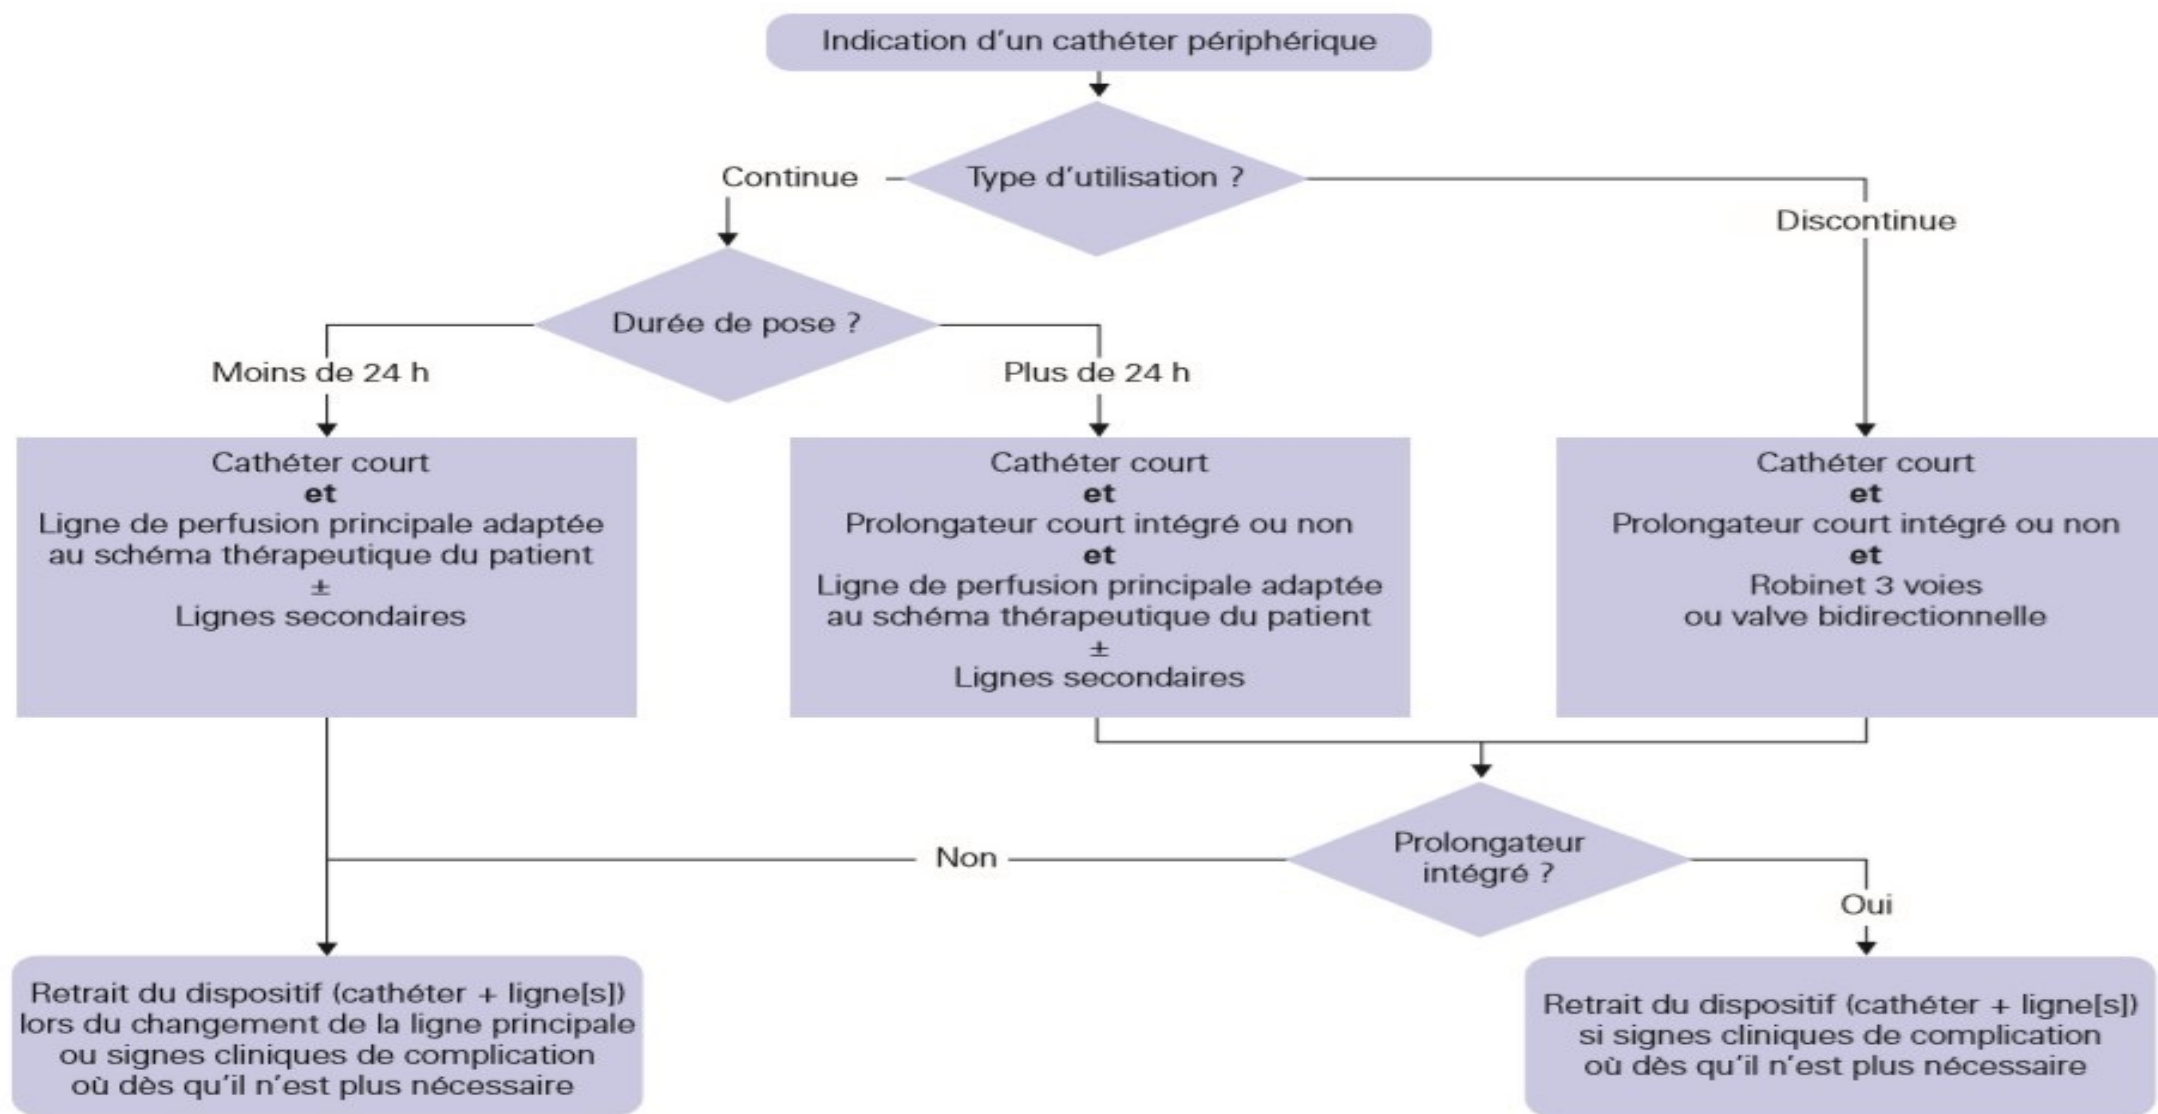 Indication d'un cathéter périphérique
Type d'utilisation ?
Continue
Discontinue
Durée de pose ?
Moins de 24 h
Plus de 24 h
Cathéter court
et
Ligne de perfusion principale adaptée
au schéma thérapeutique du patient
±
Lignes secondaires
Cathéter court
et
Prolongateur court intégré ou non
et
Ligne de perfusion principale adaptée
au schéma thérapeutique du patient
±
Lignes secondaires
Cathéter court
et
Prolongateur court intégré ou non
et
Robinet 3 voies
ou valve bidirectionnelle
Prolongateur
intégré ?
Non
Oui
Retrait du dispositif (cathéter + ligne[s])
lors du changement de la ligne principale
ou signes cliniques de complication
où dès qu'il n'est plus nécessaire
Retrait du dispositif (cathéter + ligne[s])
si signes cliniques de complication
où dès qu'il n'est plus nécessaire